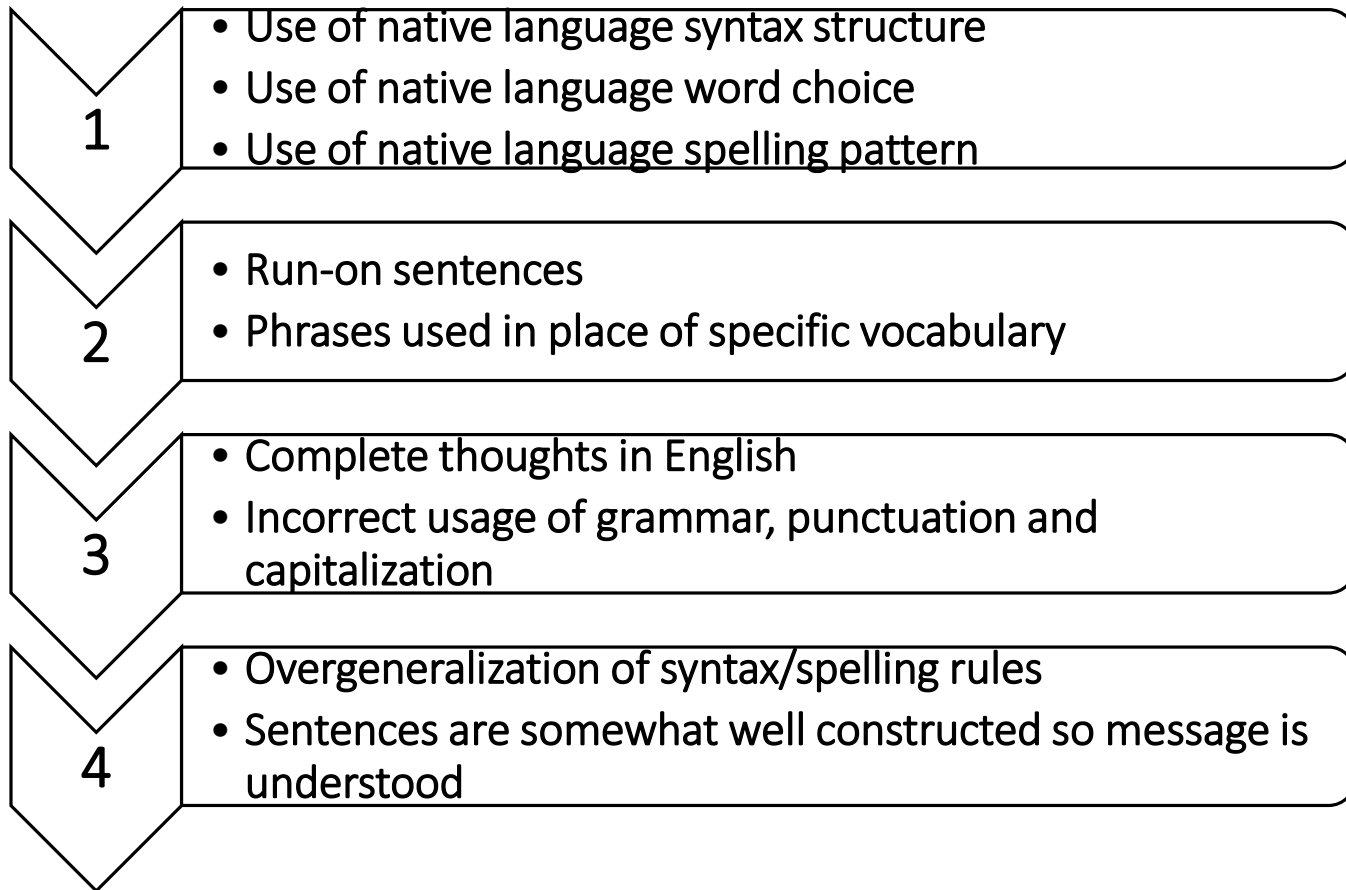 1
• Use of native language syntax structure
• Use of native language word choice
• Use of native language spelling pattern
2
• Run-on sentences
• Phrases used in place of specific vocabulary
3
• Complete thoughts in English
• Incorrect usage of grammar, punctuation and
capitalization
4
• Overgeneralization of syntax/spelling rules
• Sentences are somewhat well constructed so message is
understood